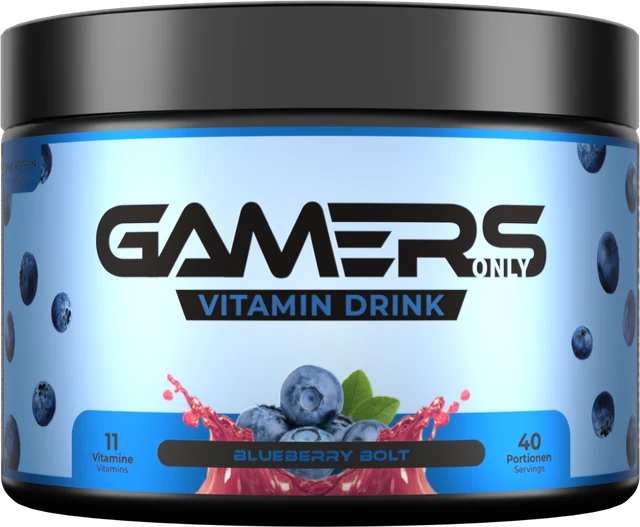 GAMERS
ONLY
VITAMIN DRINK
11
Vitamine
Vitamins
BLUEBERRY BOLT
40
Portionen
Servings